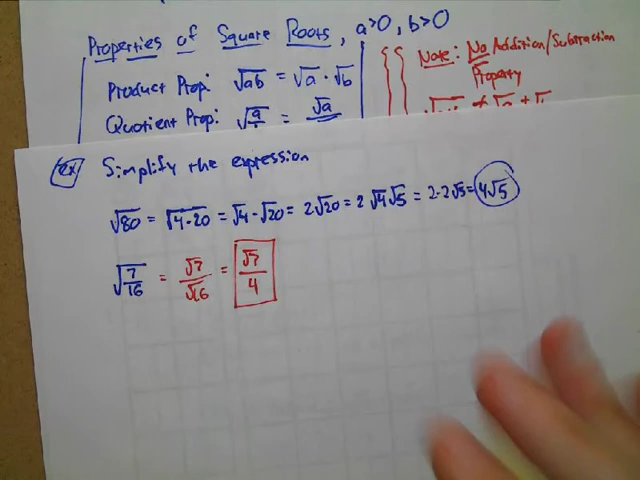 Properties of Square Roots, a>0, b>0
Product Prop: √ab = √a · √b
Quotient Prop: √a = √a
Note: No Addition/Subtraction
Property
≠ √a +
ex Simplify the expression
√80 = √4·20 = √4 · √20 = 2√20 = 2 √4 √5 = 2·2√5 = 4√5
√7/16 = √7/√16 = √7/4